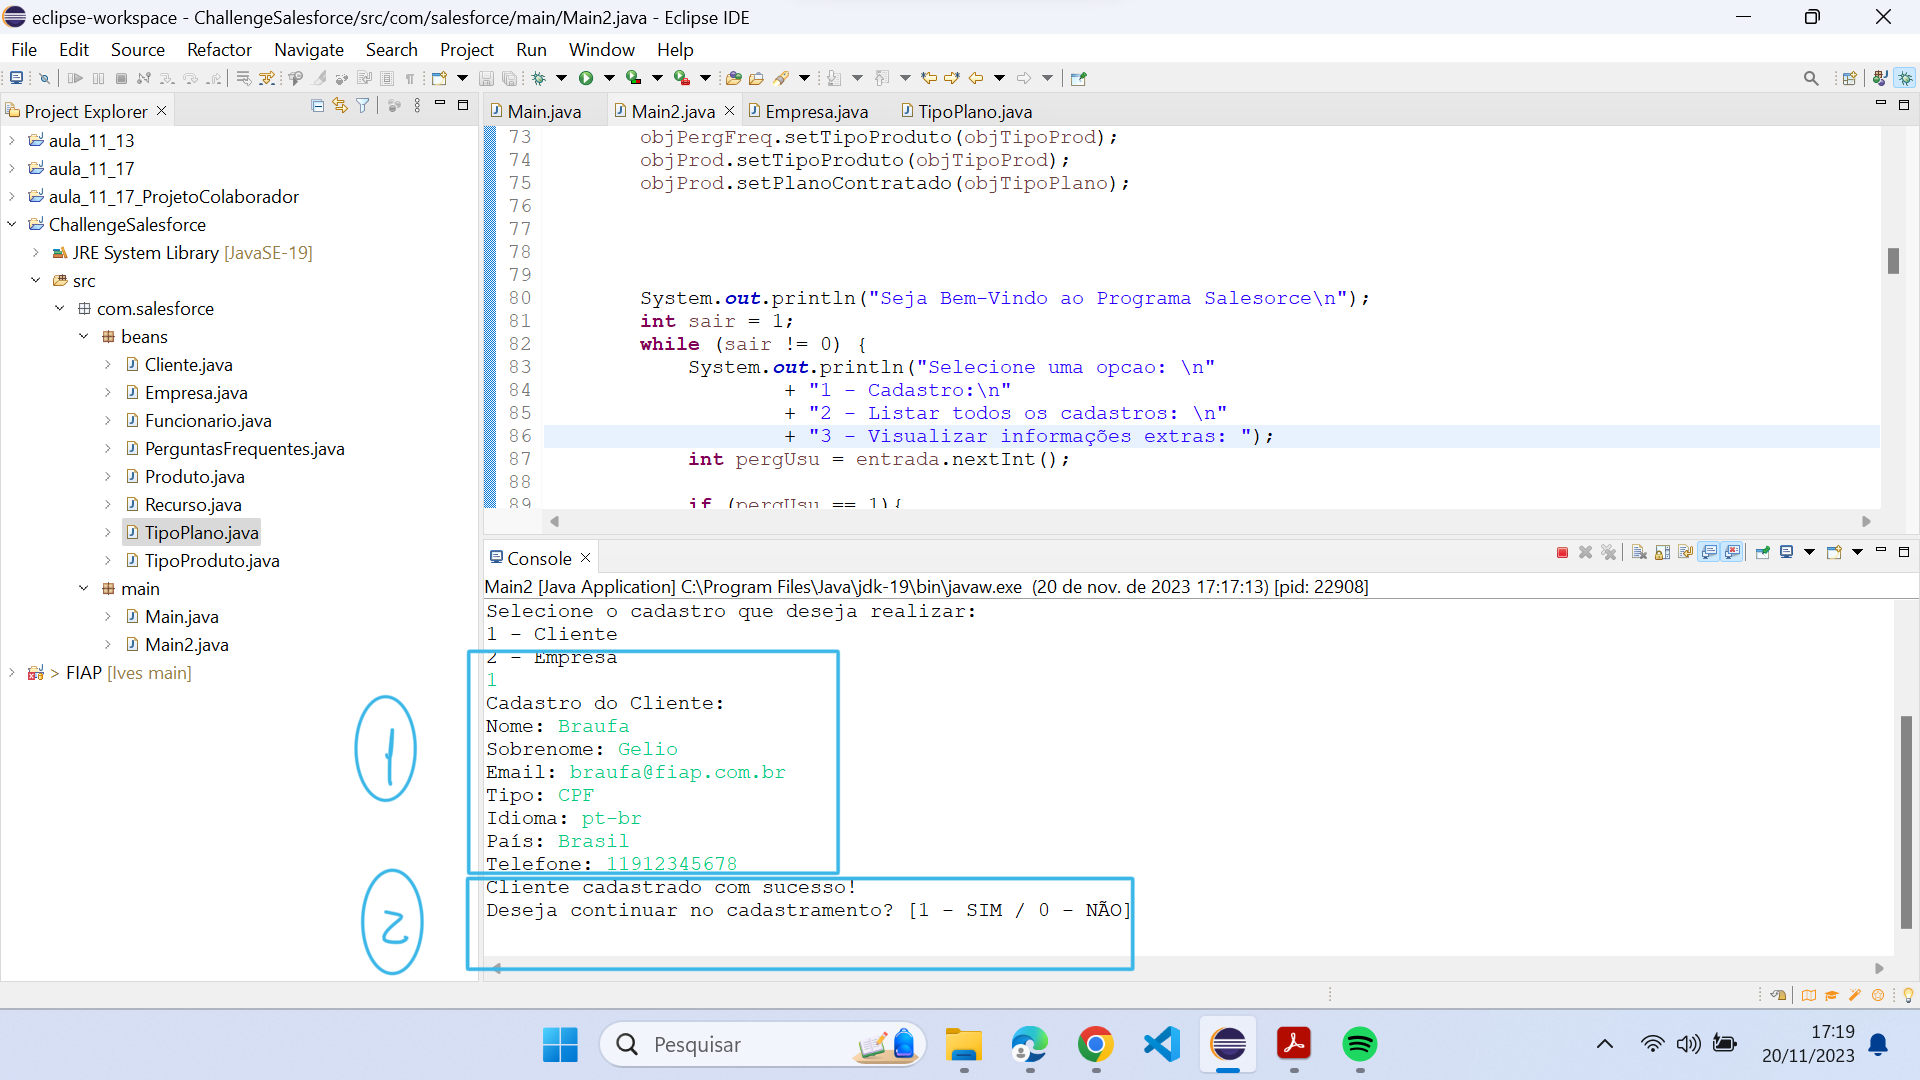 eclipse-workspace - ChallengeSalesforce/src/com/salesforce/main/Main2.java - Eclipse IDE
File Edit Source Refactor Navigate Search Project Run Window Help
Project Explorer
aula_11_13
aula_11_17
aula_11_17_ProjetoColaborador
ChallengeSalesforce
JRE System Library [JavaSE-19]
src
com.salesforce
beans
Cliente.java
Empresa.java
Funcionario.java
PerguntasFrequentes.java
Produto.java
Recurso.java
TipoPlano.java
TipoProduto.java
main
Main.java
Main2.java
> FIAP [Ives main]
1
2
Main.java Main2.java Empresa.java TipoPlano.java
73 objPergFreq.setTipoProduto(objTipoProd);
74 objProd.setTipoProduto(objTipoProd);
75 objProd.setPlanoContratado(objTipoPlano);
76
77
78
79
80 System.out.println("Seja Bem-Vindo ao Programa Salesorce\n");
81 int sair = 1;
82 while (sair != 0) {
83 System.out.println("Selecione uma opcao: \n"
84 + "1 - Cadastro:\n"
85 + "2 - Listar todos os cadastros: \n"
86 + "3 - Visualizar informações extras: ");
87 int pergUsu = entrada.nextInt();
88
89 if (pergUsu == 1){
Console
Main2 [Java Application] C:\Program Files\Java\jdk-19\bin\javaw.exe (20 de nov. de 2023 17:17:13) [pid: 22908]
Selecione o cadastro que deseja realizar:
1 - Cliente
2 - Empresa
1
Cadastro do Cliente:
Nome: Braufa
Sobrenome: Gelio
Email: braufa@fiap.com.br
Tipo: CPF
Idioma: pt-br
País: Brasil
Telefone: 11912345678
Cliente cadastrado com sucesso!
Deseja continuar no cadastramento? [1 - SIM / 0 - NÃO]
Pesquisar
17:19
20/11/2023